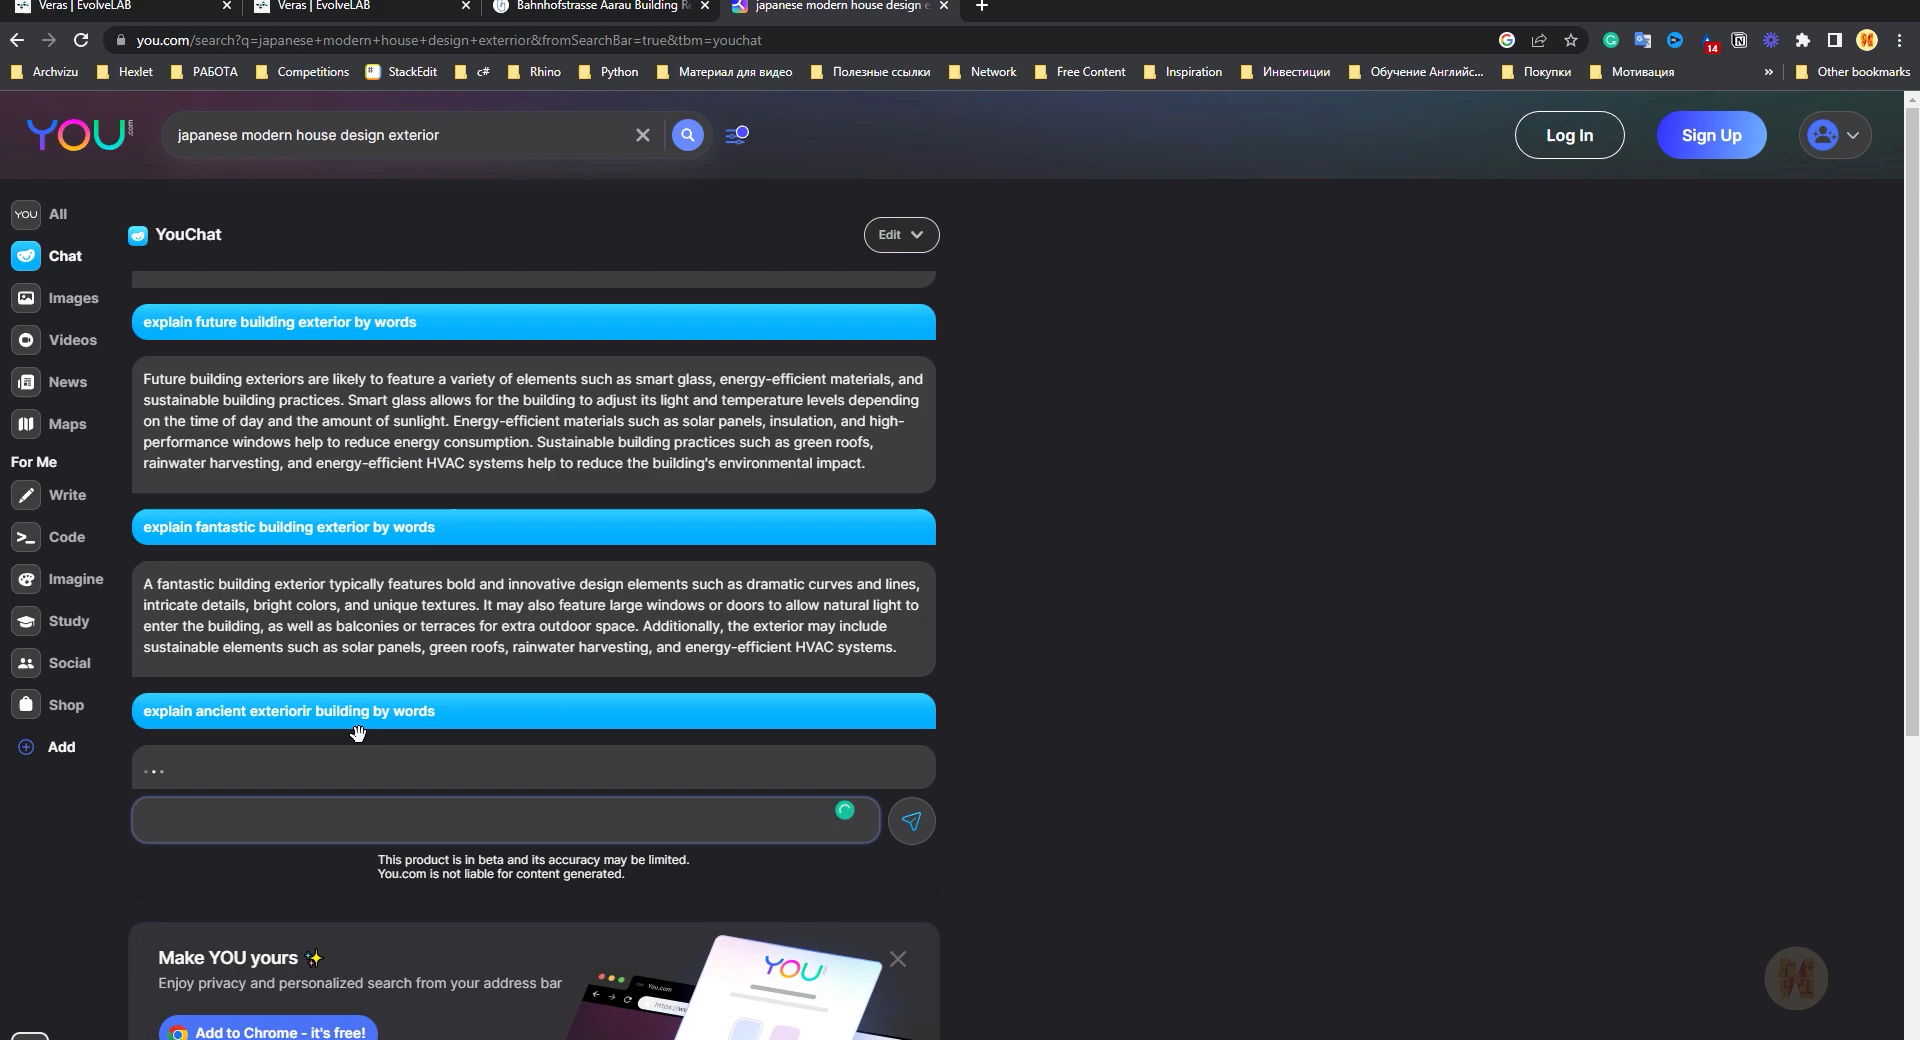 Veras | EvolveLAB
Veras | EvolveLAB
Bahnhofstrasse Aarau Building
japanese modern house design e
you.com/search?q=japanese+modern+house+design+exterrior&fromSearchBar=true&tbm=youchat
14
Archvizu
Hexlet
РАБОТА
Competitions
StackEdit
c#
Rhino
Python
Материал для видео
Полезные ссылки
Network
Free Content
Inspiration
Инвестиции
Обучение Английс...
Покупки
Мотивация
»
Other bookmarks
YOU.com
japanese modern house design exterior
Log In
Sign Up
YOU All
Chat
Images
Videos
News
Maps
For Me
Write
Code
Imagine
Study
Social
Shop
Add
YouChat
Edit
explain future building exterior by words
Future building exteriors are likely to feature a variety of elements such as smart glass, energy-efficient materials, and
sustainable building practices. Smart glass allows for the building to adjust its light and temperature levels depending
on the time of day and the amount of sunlight. Energy-efficient materials such as solar panels, insulation, and high-
performance windows help to reduce energy consumption. Sustainable building practices such as green roofs,
rainwater harvesting, and energy-efficient HVAC systems help to reduce the building's environmental impact.
explain fantastic building exterior by words
A fantastic building exterior typically features bold and innovative design elements such as dramatic curves and lines,
intricate details, bright colors, and unique textures. It may also feature large windows or doors to allow natural light to
enter the building, as well as balconies or terraces for extra outdoor space. Additionally, the exterior may include
sustainable elements such as solar panels, green roofs, rainwater harvesting, and energy-efficient HVAC systems.
explain ancient exteriorir building by words
...
This product is in beta and its accuracy may be limited.
You.com is not liable for content generated.
Make YOU yours ✨
Enjoy privacy and personalized search from your address bar
Add to Chrome - it's free!
You.com
YOU